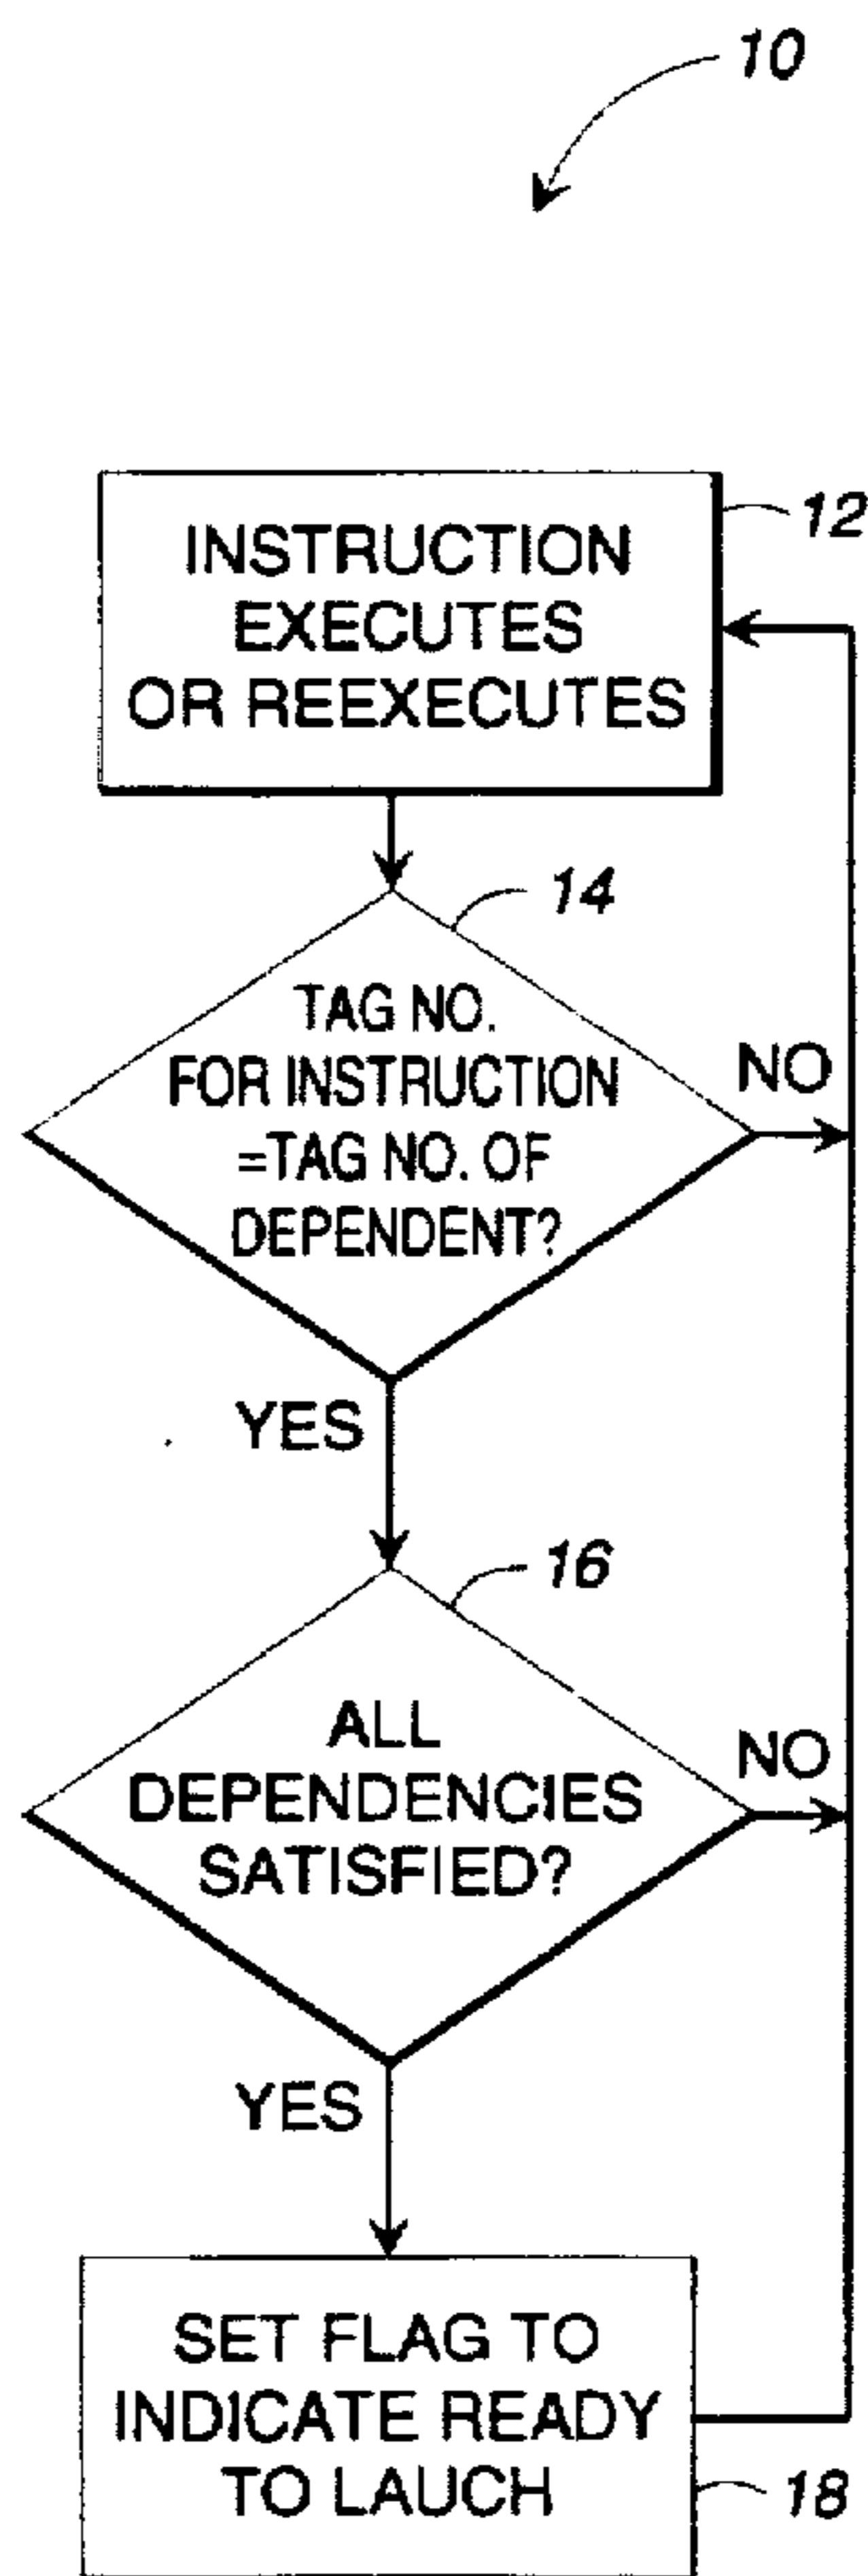 10
12
INSTRUCTION
EXECUTES
OR REEXECUTES
14
TAG NO.
FOR INSTRUCTION
=TAG NO. OF
DEPENDENT?
NO
YES
16
ALL
DEPENDENCIES
SATISFIED?
NO
YES
SET FLAG TO
INDICATE READY
TO LAUCH
18